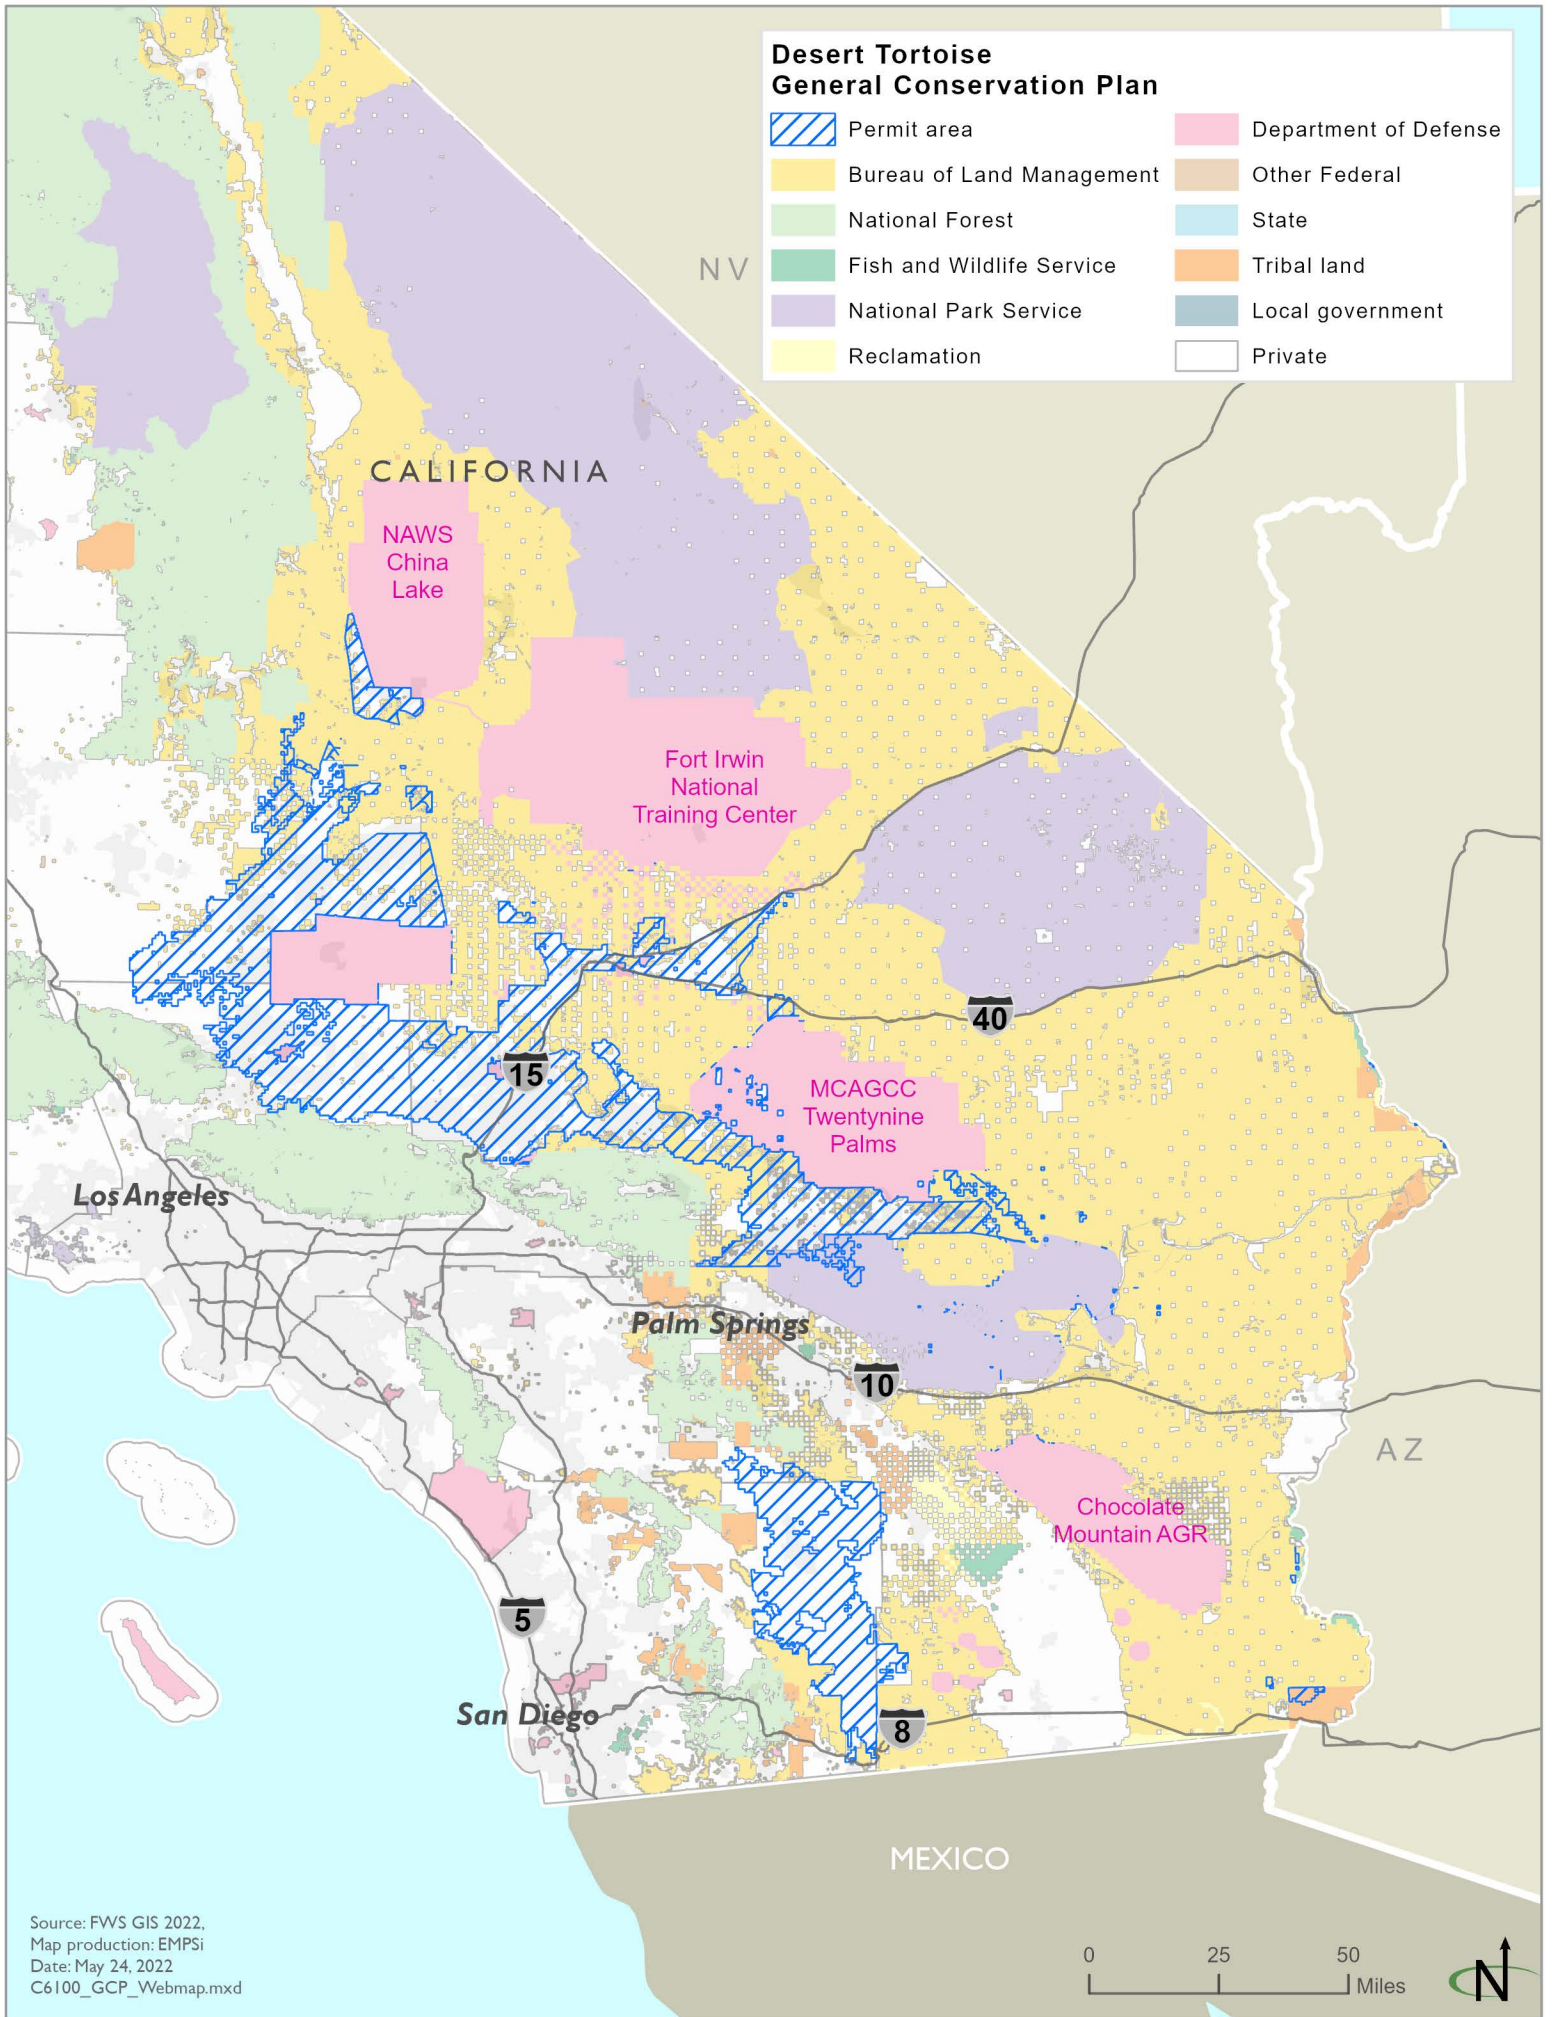 Desert Tortoise
General Conservation Plan
Permit area
Bureau of Land Management
National Forest
Fish and Wildlife Service
National Park Service
Reclamation
Department of Defense
Other Federal
State
Tribal land
Local government
Private
NV
CALIFORNIA
NAWS
China
Lake
Fort Irwin
National
Training Center
40
15
MCAGCC
Twentynine
Palms
Los Angeles
Palm Springs
10
AZ
Chocolate
Mountain AGR
5
San Diego
8
MEXICO
Source: FWS GIS 2022,
Map production: EMPSi
Date: May 24, 2022
C6100_GCP_Webmap.mxd
0 25 50
Miles
N